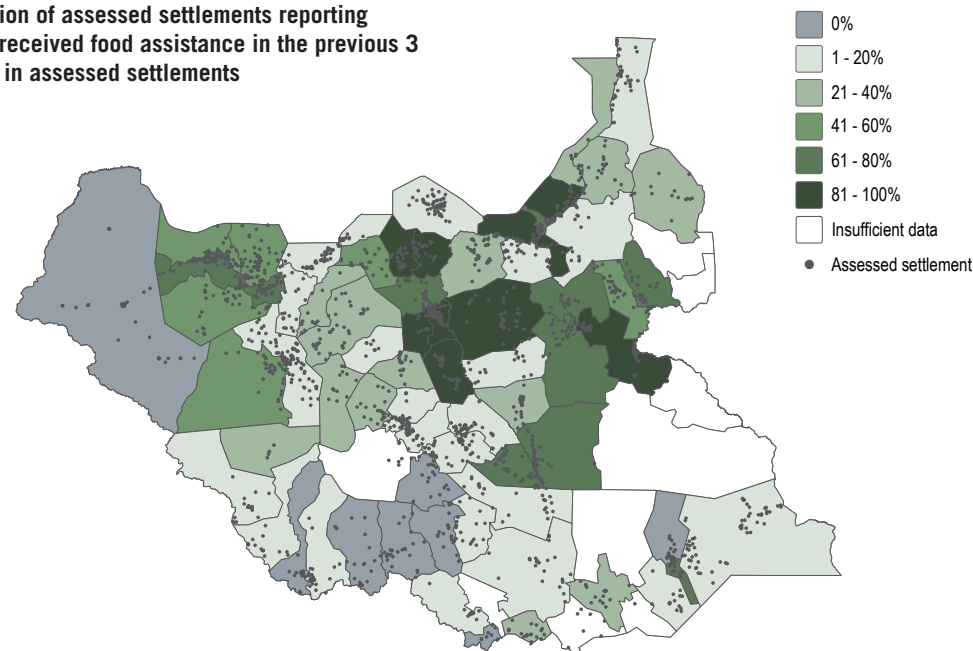 ion of assessed settlements reporting
received food assistance in the previous 3
in assessed settlements
0%
1 - 20%
21 - 40%
41 - 60%
61 - 80%
81 - 100%
Insufficient data
Assessed settlement